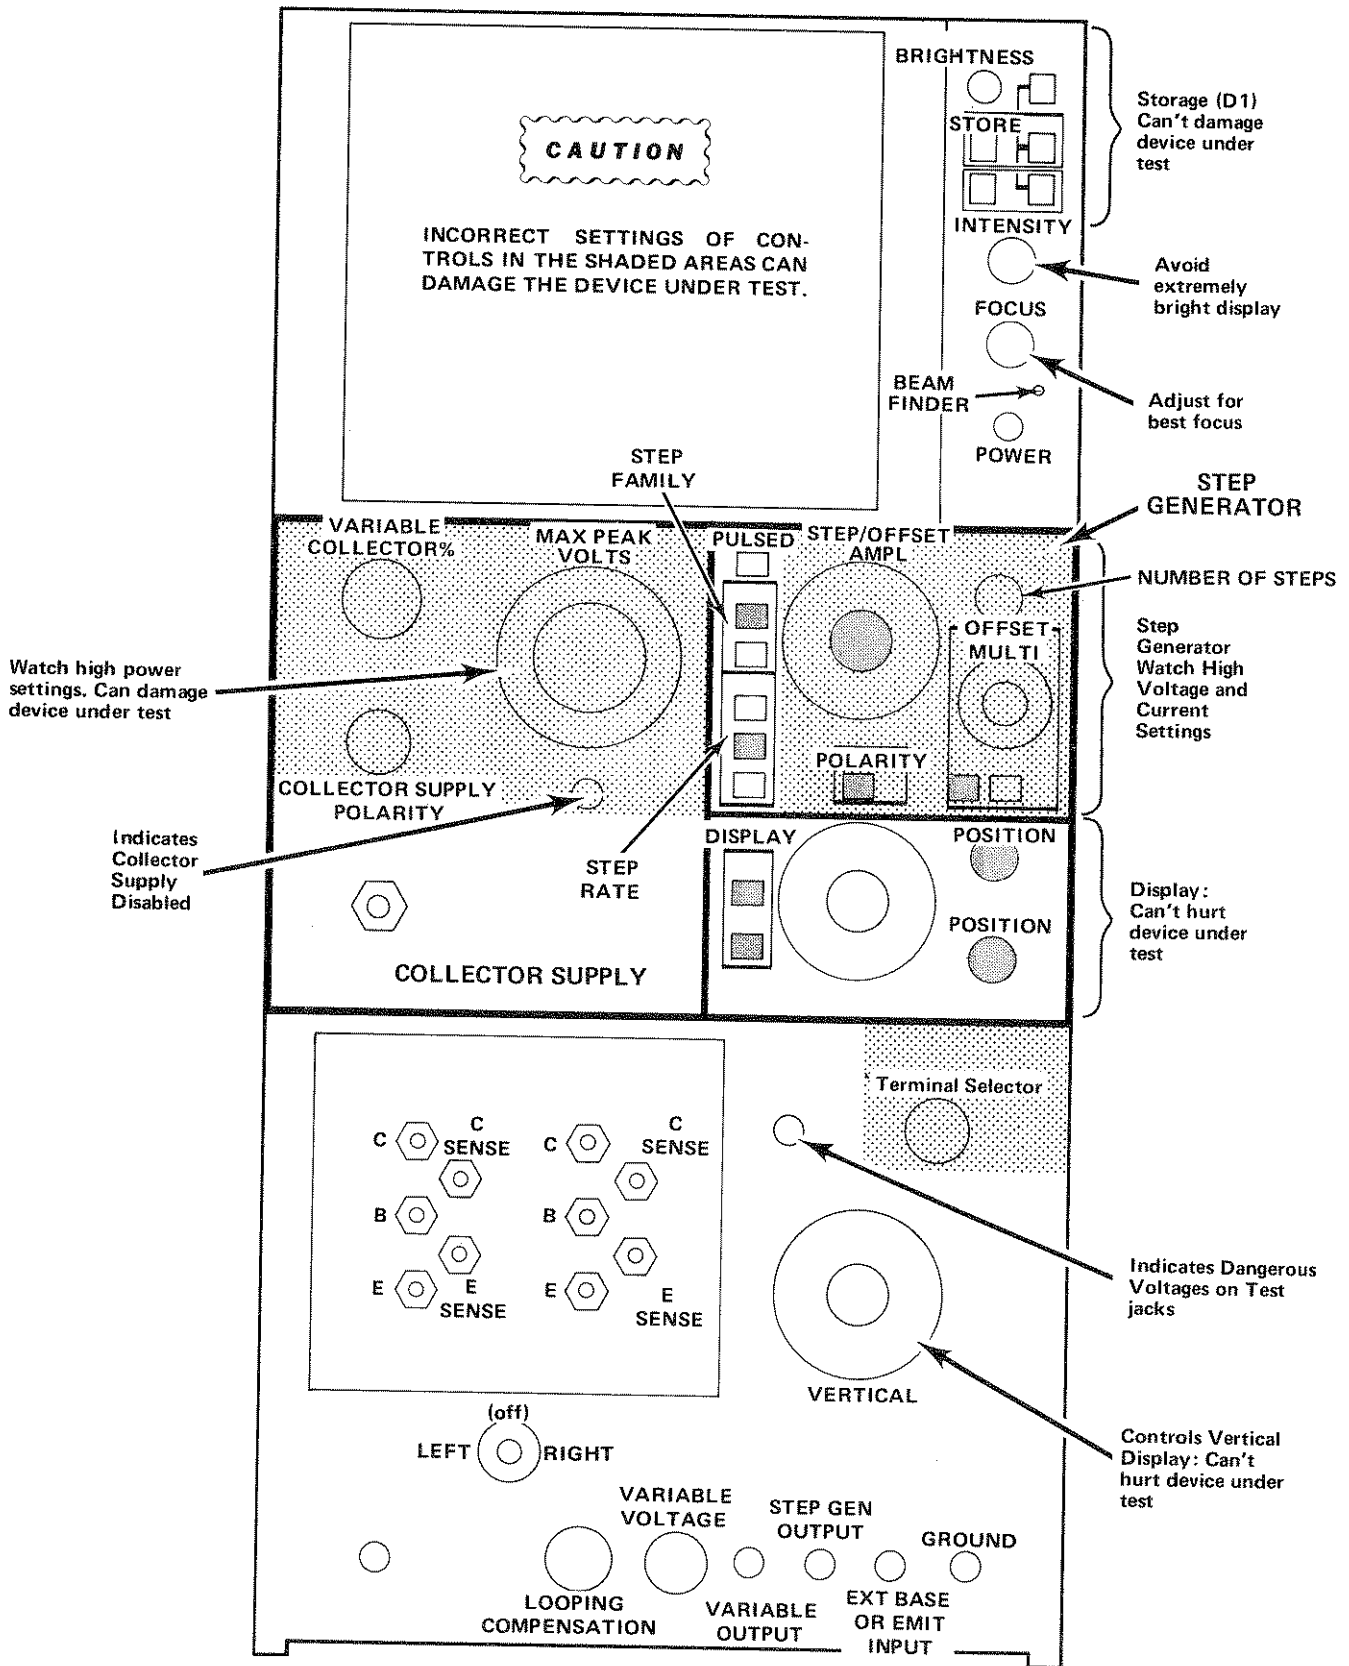 BRIGHTNESS
STORE
Storage (D1)
Can't damage
device under
test
CAUTION
INCORRECT SETTINGS OF CON-
TROLS IN THE SHADED AREAS CAN
DAMAGE THE DEVICE UNDER TEST.
INTENSITY
Avoid
extremely
bright display
FOCUS
BEAM
FINDER
Adjust for
best focus
POWER
STEP
FAMILY
STEP
GENERATOR
VARIABLE
COLLECTOR%
MAX PEAK
VOLTS
PULSED
STEP/OFFSET
AMPL
NUMBER OF STEPS
OFFSET
MULTI
Step
Generator
Watch High
Voltage and
Current
Settings
Watch high power
settings. Can damage
device under test
POLARITY
COLLECTOR SUPPLY
POLARITY
Indicates
Collector
Supply
Disabled
STEP
RATE
DISPLAY
POSITION
POSITION
Display:
Can't hurt
device under
test
COLLECTOR SUPPLY
Terminal Selector
C
C
SENSE
C
C
SENSE
B
B
E
E
SENSE
E
E
SENSE
Indicates Dangerous
Voltages on Test
jacks
VERTICAL
Controls Vertical
Display: Can't
hurt device under
test
(off)
LEFT
RIGHT
VARIABLE
VOLTAGE
STEP GEN
OUTPUT
GROUND
LOOPING
COMPENSATION
VARIABLE
OUTPUT
EXT BASE
OR EMIT
INPUT